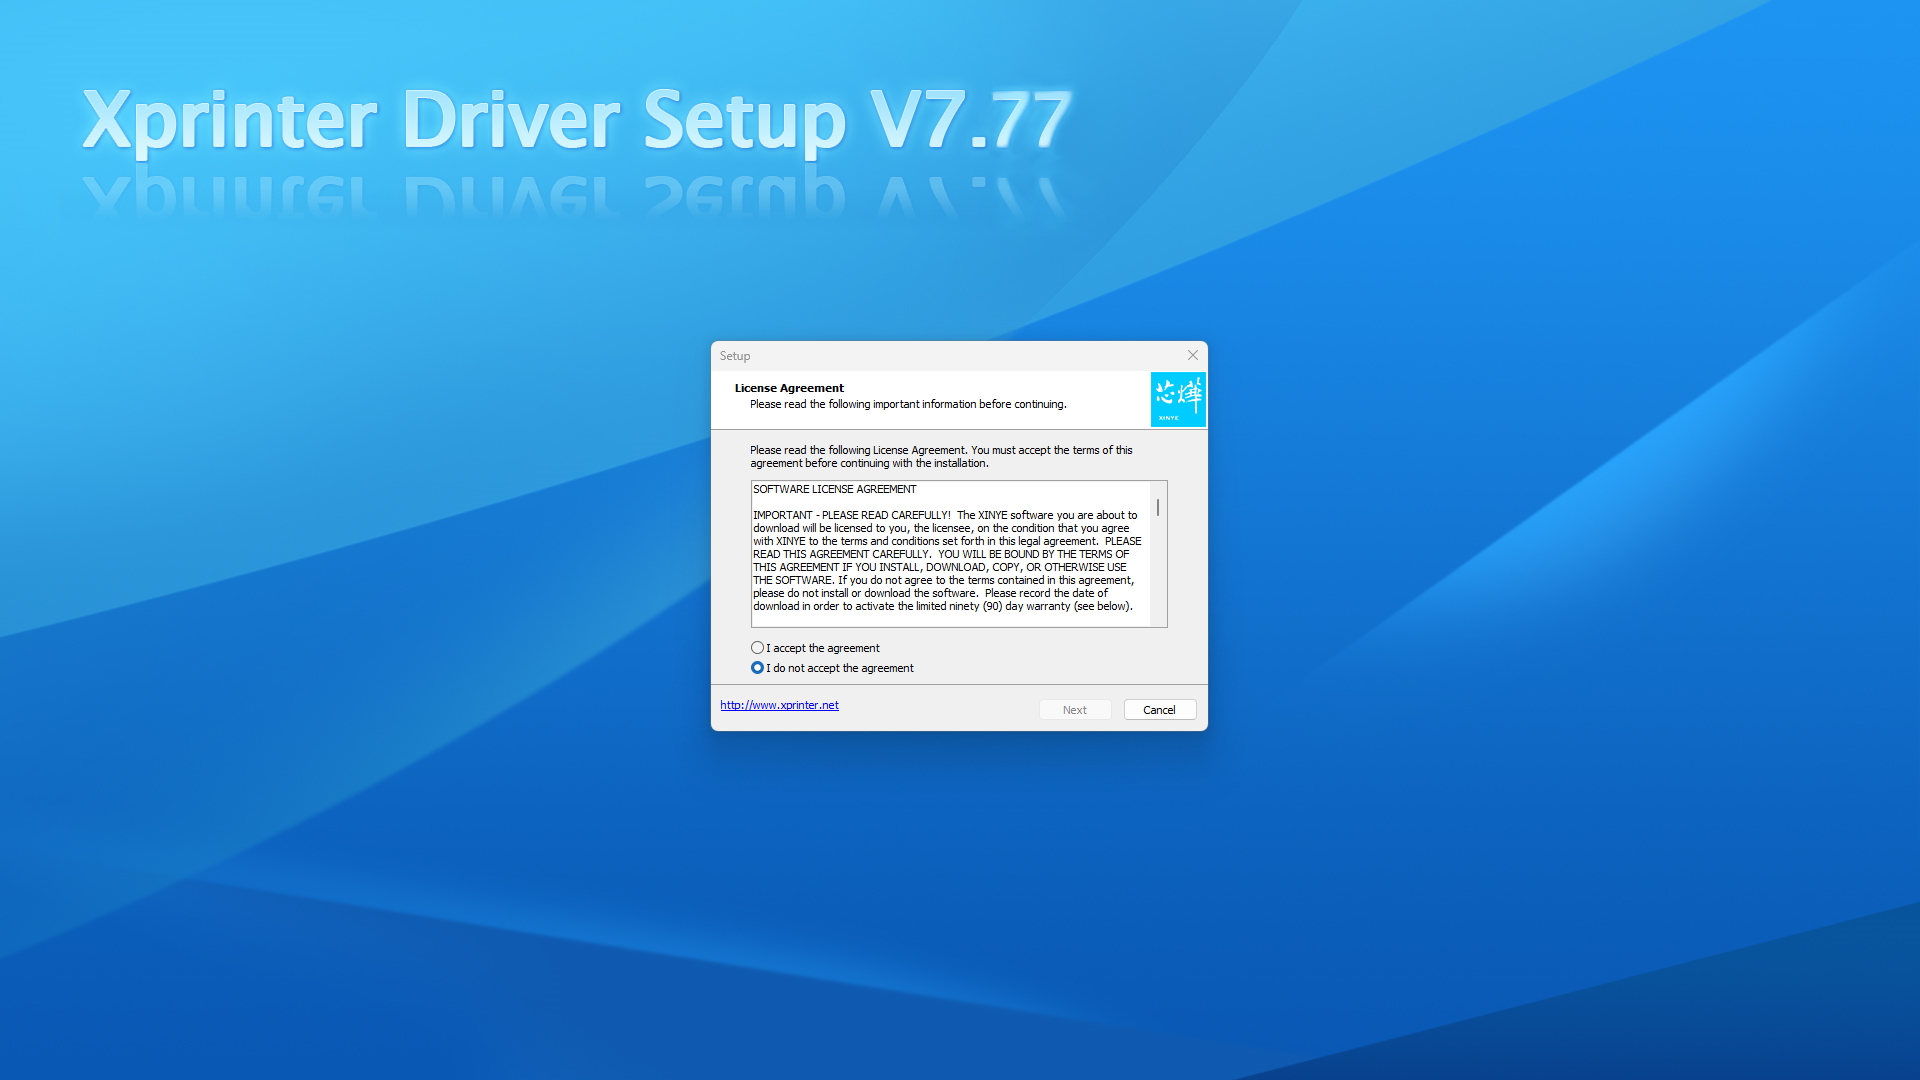 Xprinter Driver Setup V7.77
Setup
License Agreement
Please read the following important information before continuing.
芯烨
XINYE
Please read the following License Agreement. You must accept the terms of this
agreement before continuing with the installation.
SOFTWARE LICENSE AGREEMENT
IMPORTANT - PLEASE READ CAREFULLY!  The XINYE software you are about to
download will be licensed to you, the licensee, on the condition that you agree
with XINYE to the terms and conditions set forth in this legal agreement.  PLEASE
READ THIS AGREEMENT CAREFULLY.  YOU WILL BE BOUND BY THE TERMS OF
THIS AGREEMENT IF YOU INSTALL, DOWNLOAD, COPY, OR OTHERWISE USE
THE SOFTWARE. If you do not agree to the terms contained in this agreement,
please do not install or download the software.  Please record the date of
download in order to activate the limited ninety (90) day warranty (see below).
I accept the agreement
I do not accept the agreement
http://www.xprinter.net
Next
Cancel